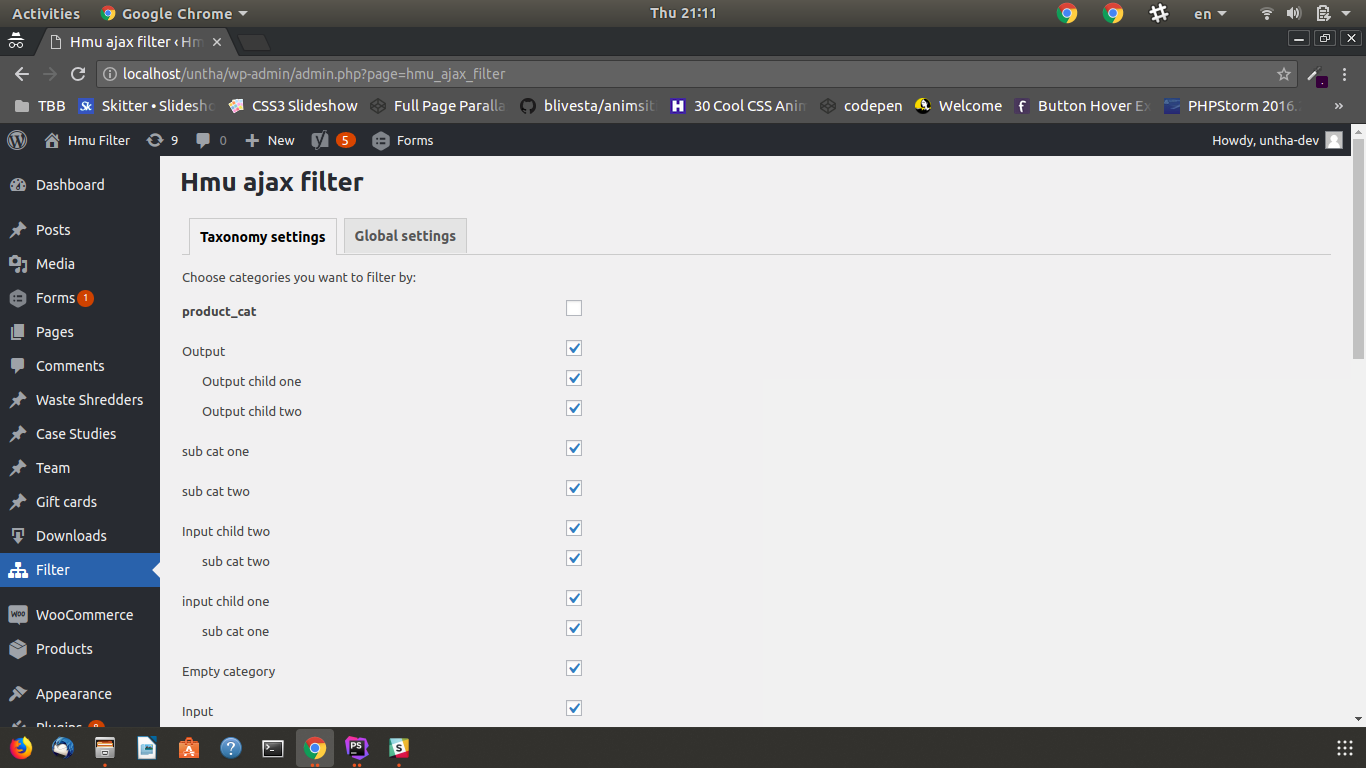 Activities
Google Chrome
Thu 21:11
en
Hmu ajax filter ‹ Hm
localhost/untha/wp-admin/admin.php?page=hmu_ajax_filter
TBB
Sk
Skitter • Slidesho
CSS3 Slideshow
Full Page Paralla
blivesta/animsit
H
30 Cool CSS Anim
codepen
Welcome
f
Button Hover Ex
PHPStorm 2016.
»
Hmu Filter
9
0
New
5
Forms
Howdy, untha-dev
Dashboard
Posts
Media
Forms 1
Pages
Comments
Waste Shredders
Case Studies
Team
Gift cards
Downloads
Filter
Woo
WooCommerce
Products
Appearance
Plugins
Hmu ajax filter
Taxonomy settings
Global settings
Choose categories you want to filter by:
product_cat
Output
Output child one
Output child two
sub cat one
sub cat two
Input child two
sub cat two
input child one
sub cat one
Empty category
Input
PS
S